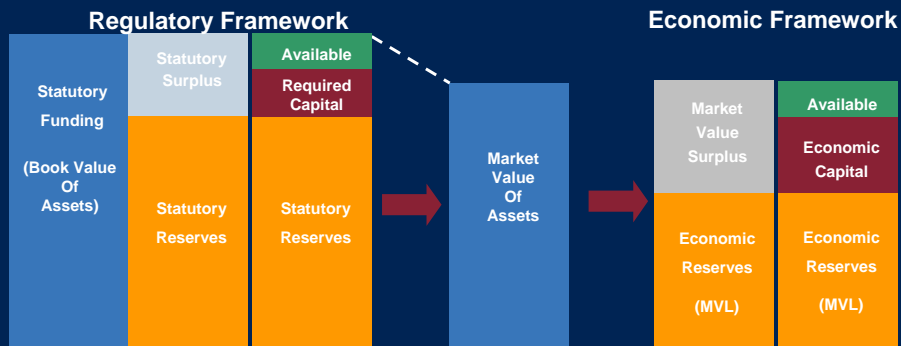 Regulatory Framework
Economic Framework
Statutory
Funding
(Book Value
Of
Assets)
Statutory
Surplus
Statutory
Reserves
Available
Required
Capital
Statutory
Reserves
Market
Value
Of
Assets
Market
Value
Surplus
Economic
Reserves
(MVL)
Available
Economic
Capital
Economic
Reserves
(MVL)